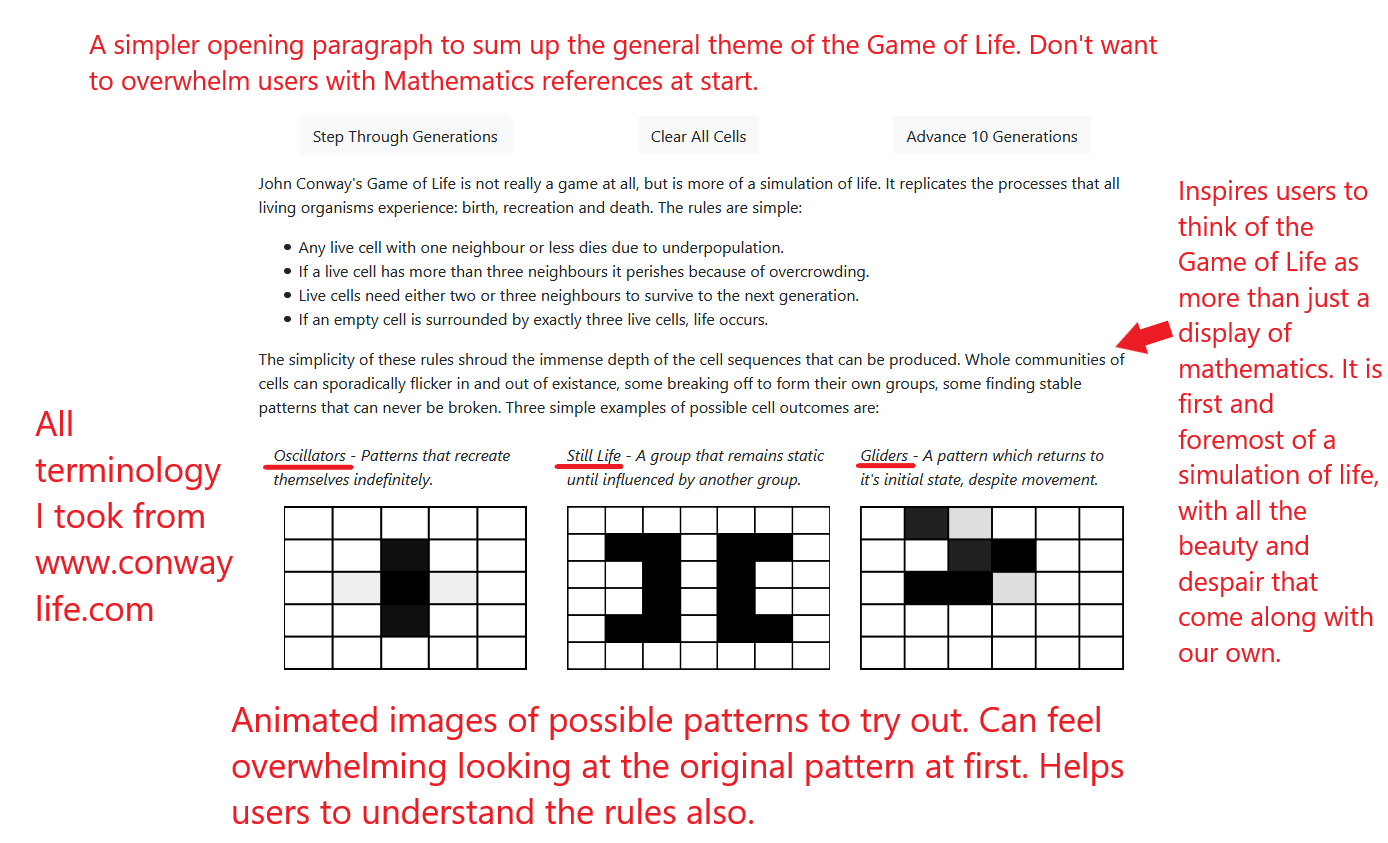 A simpler opening paragraph to sum up the general theme of the Game of Life. Don't want
to overwhelm users with Mathematics references at start.
Step Through Generations
Clear All Cells
Advance 10 Generations
John Conway's Game of Life is not really a game at all, but is more of a simulation of life. It replicates the processes that all
living organisms experience: birth, recreation and death. The rules are simple:
• Any live cell with one neighbour or less dies due to underpopulation.
• If a live cell has more than three neighbours it perishes because of overcrowding.
• Live cells need either two or three neighbours to survive to the next generation.
• If an empty cell is surrounded by exactly three live cells, life occurs.
The simplicity of these rules shroud the immense depth of the cell sequences that can be produced. Whole communities of
cells can sporadically flicker in and out of existance, some breaking off to form their own groups, some finding stable
patterns that can never be broken. Three simple examples of possible cell outcomes are:
Inspires users to
think of the
Game of Life as
more than just a
display of
mathematics. It is
first and
foremost of a
simulation of life,
with all the
beauty and
despair that
come along with
our own.
All
terminology
I took from
www.conway
life.com
Oscillators - Patterns that recreate
themselves indefinitely.
Still Life - A group that remains static
until influenced by another group.
Gliders - A pattern which returns to
it's initial state, despite movement.
Animated images of possible patterns to try out. Can feel
overwhelming looking at the original pattern at first. Helps
users to understand the rules also.